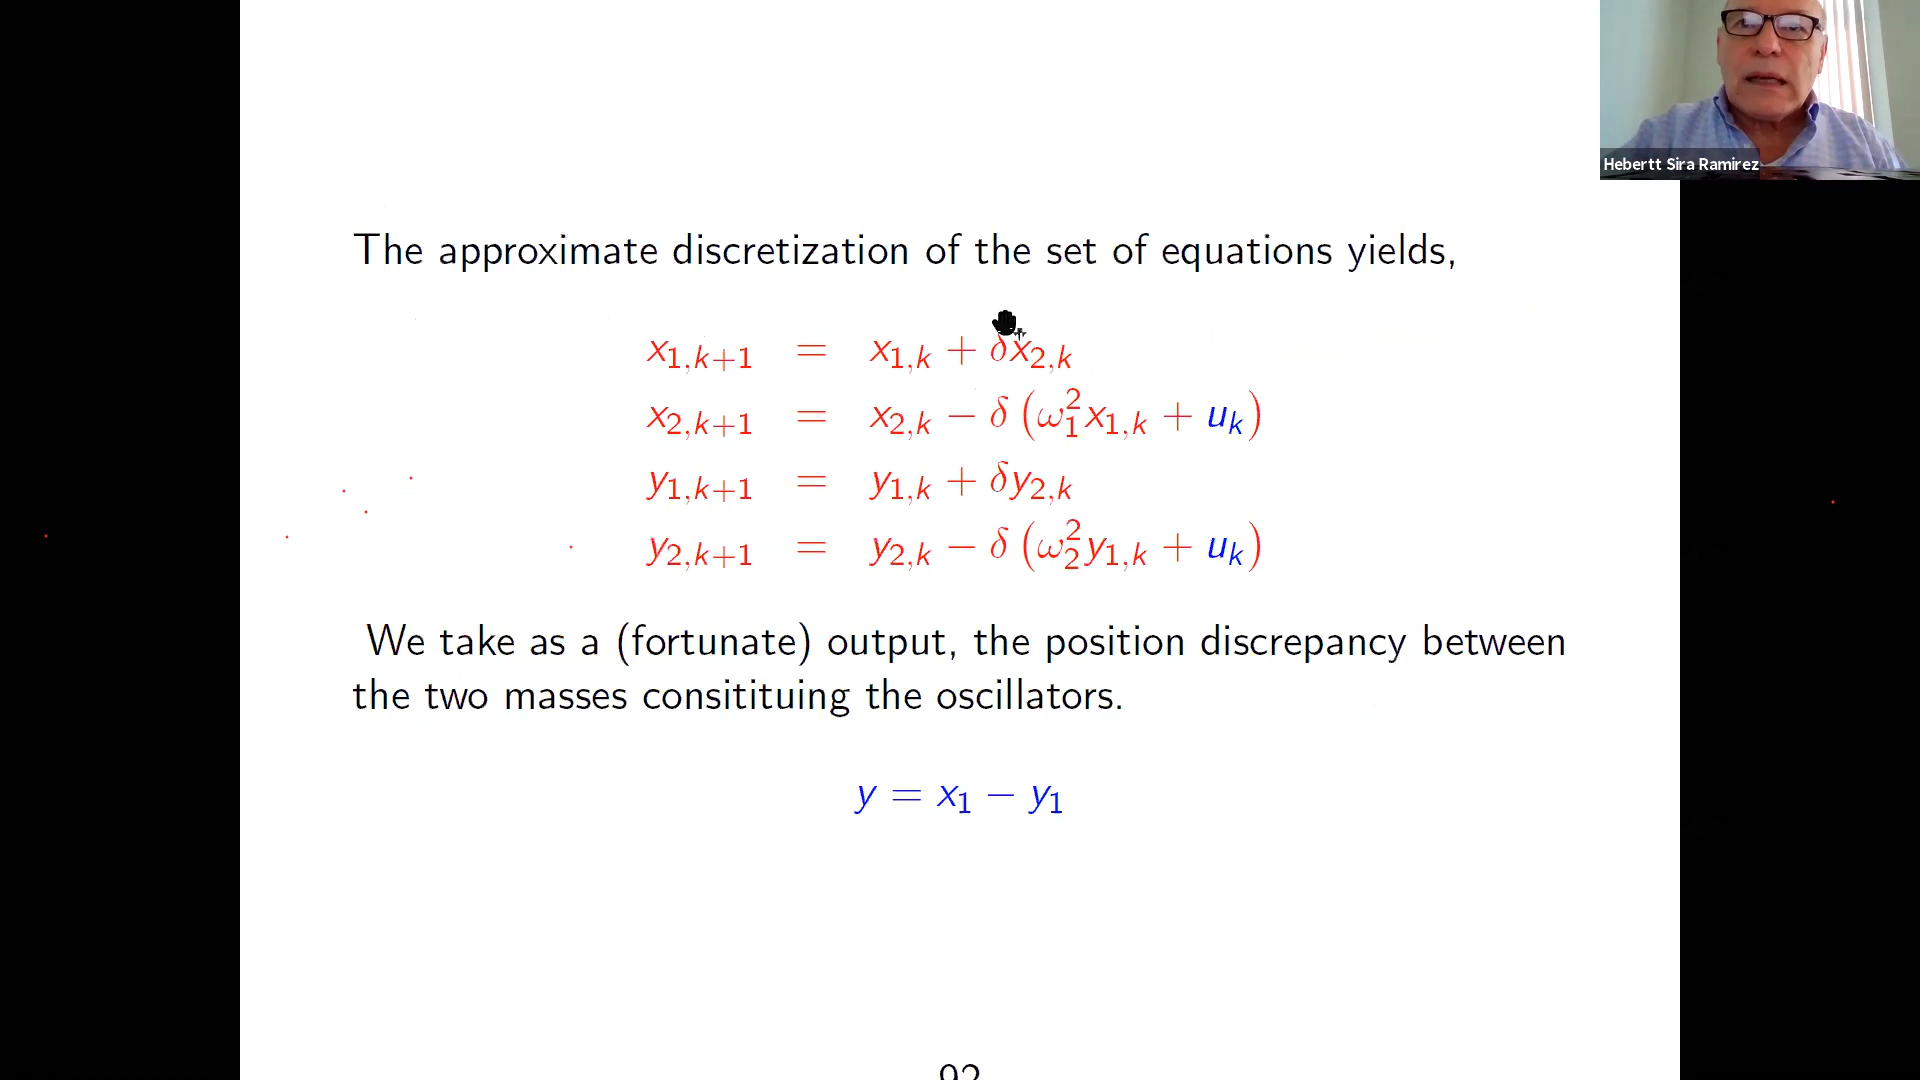 Hebertt Sira Ramirez
The approximate discretization of the set of equations yields,
x₁,ₖ₊₁ = x₁,ₖ + δx₂,ₖ
x₂,ₖ₊₁ = x₂,ₖ − δ (ω₁²x₁,ₖ + uₖ)
y₁,ₖ₊₁ = y₁,ₖ + δy₂,ₖ
y₂,ₖ₊₁ = y₂,ₖ − δ (ω₂²y₁,ₖ + uₖ)
We take as a (fortunate) output, the position discrepancy between
the two masses consitituing the oscillators.
y = x₁ − y₁
92